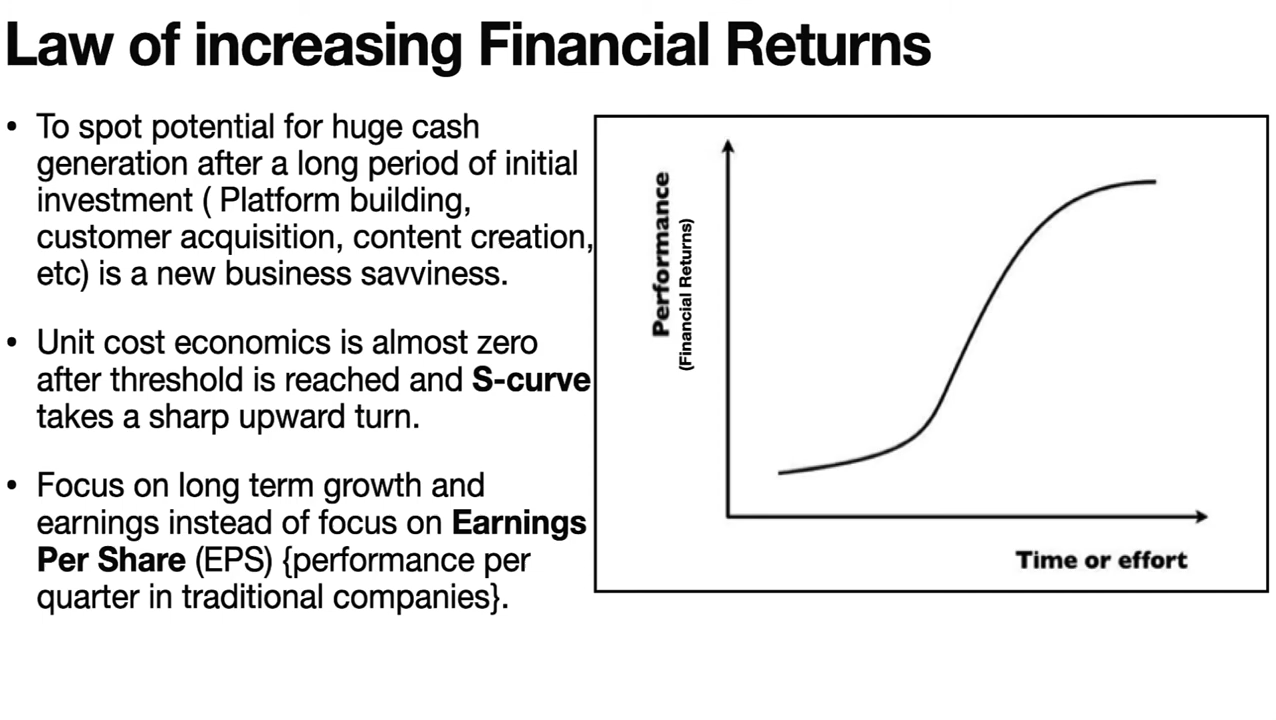 Law of increasing Financial Returns
• To spot potential for huge cash
generation after a long period of initial
investment ( Platform building,
customer acquisition, content creation,
etc) is a new business savviness.
• Unit cost economics is almost zero
after threshold is reached and S-curve
takes a sharp upward turn.
• Focus on long term growth and
earnings instead of focus on Earnings
Per Share (EPS) {performance per
quarter in traditional companies}.
Performance
(Financial Returns)
Time or effort